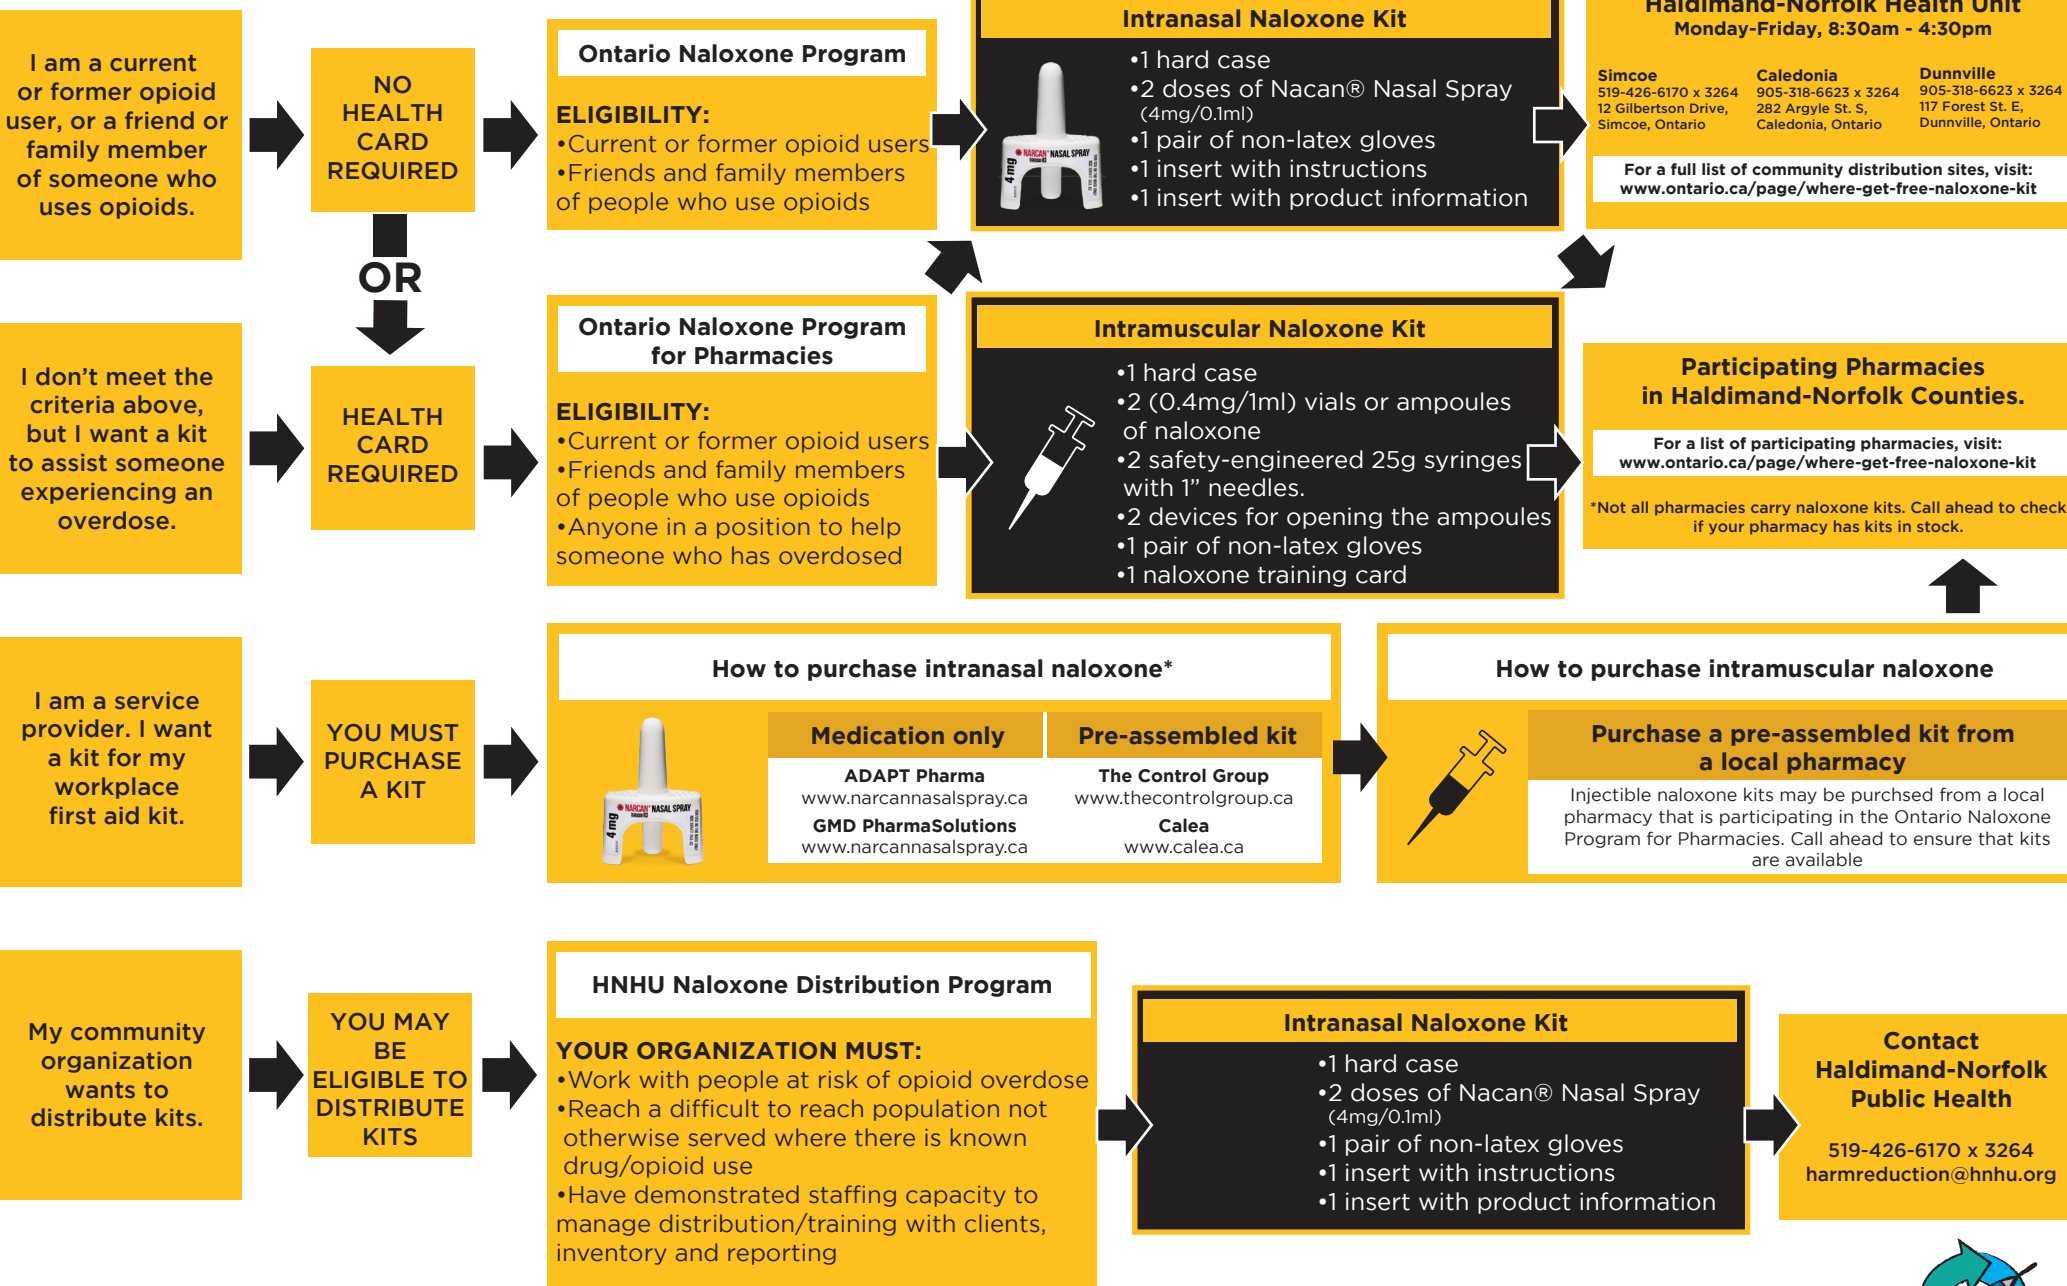 I am a current
or former opioid
user, or a friend or
family member
of someone who
uses opioids.
NO
HEALTH
CARD
REQUIRED
Ontario Naloxone Program
ELIGIBILITY:
•Current or former opioid users
•Friends and family members
of people who use opioids
Intranasal Naloxone Kit
•1 hard case
•2 doses of Nacan® Nasal Spray
(4mg/0.1ml)
•1 pair of non-latex gloves
•1 insert with instructions
•1 insert with product information
NARCAN NASAL SPRAY
4 mg
Haldimand-Norfolk Health Unit
Monday-Friday, 8:30am - 4:30pm
Simcoe
519-426-6170 x 3264
12 Gilbertson Drive,
Simcoe, Ontario
Caledonia
905-318-6623 x 3264
282 Argyle St. S,
Caledonia, Ontario
Dunnville
905-318-6623 x 3264
117 Forest St. E,
Dunnville, Ontario
For a full list of community distribution sites, visit:
www.ontario.ca/page/where-get-free-naloxone-kit
OR
I don't meet the
criteria above,
but I want a kit
to assist someone
experiencing an
overdose.
HEALTH
CARD
REQUIRED
Ontario Naloxone Program
for Pharmacies
ELIGIBILITY:
•Current or former opioid users
•Friends and family members
of people who use opioids
•Anyone in a position to help
someone who has overdosed
Intramuscular Naloxone Kit
•1 hard case
•2 (0.4mg/1ml) vials or ampoules
of naloxone
•2 safety-engineered 25g syringes
with 1” needles.
•2 devices for opening the ampoules
•1 pair of non-latex gloves
•1 naloxone training card
Participating Pharmacies
in Haldimand-Norfolk Counties.
For a list of participating pharmacies, visit:
www.ontario.ca/page/where-get-free-naloxone-kit
*Not all pharmacies carry naloxone kits. Call ahead to check
if your pharmacy has kits in stock.
I am a service
provider. I want
a kit for my
workplace
first aid kit.
YOU MUST
PURCHASE
A KIT
How to purchase intranasal naloxone*
NARCAN NASAL SPRAY
4 mg
Medication only
ADAPT Pharma
www.narcannasalspray.ca
GMD PharmaSolutions
www.narcannasalspray.ca
Pre-assembled kit
The Control Group
www.thecontrolgroup.ca
Calea
www.calea.ca
How to purchase intramuscular naloxone
Purchase a pre-assembled kit from
a local pharmacy
Injectible naloxone kits may be purchsed from a local
pharmacy that is participating in the Ontario Naloxone
Program for Pharmacies. Call ahead to ensure that kits
are available
My community
organization
wants to
distribute kits.
YOU MAY
BE
ELIGIBLE TO
DISTRIBUTE
KITS
HNHU Naloxone Distribution Program
YOUR ORGANIZATION MUST:
•Work with people at risk of opioid overdose
•Reach a difficult to reach population not
otherwise served where there is known
drug/opioid use
•Have demonstrated staffing capacity to
manage distribution/training with clients,
inventory and reporting
Intranasal Naloxone Kit
•1 hard case
•2 doses of Nacan® Nasal Spray
(4mg/0.1ml)
•1 pair of non-latex gloves
•1 insert with instructions
•1 insert with product information
Contact
Haldimand-Norfolk
Public Health
519-426-6170 x 3264
harmreduction@hnhu.org